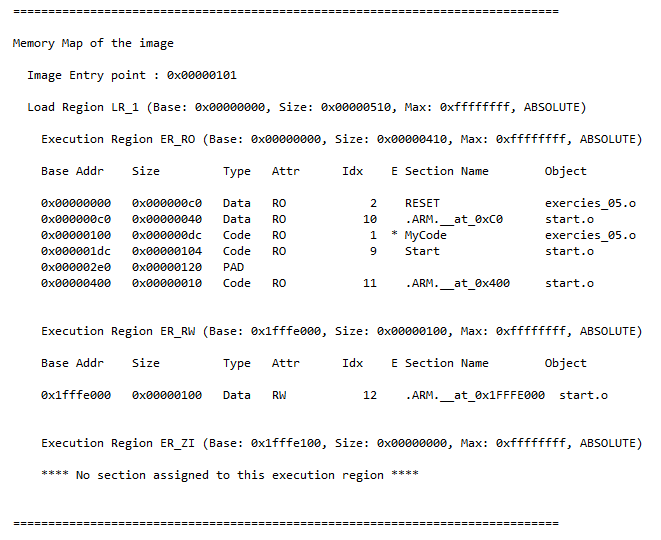 ==============================================================================
Memory Map of the image
Image Entry point : 0x00000101
Load Region LR_1 (Base: 0x00000000, Size: 0x00000510, Max: 0xffffffff, ABSOLUTE)
Execution Region ER_RO (Base: 0x00000000, Size: 0x00000410, Max: 0xffffffff, ABSOLUTE)
Base Addr    Size         Type   Attr      Idx    E Section Name        Object
0x00000000   0x000000c0   Data   RO            2    RESET               exercies_05.o
0x000000c0   0x00000040   Data   RO           10    .ARM.__at_0xC0      start.o
0x00000100   0x000000dc   Code   RO            1  * MyCode              exercies_05.o
0x000001dc   0x00000104   Code   RO            9    Start               start.o
0x000002e0   0x00000120   PAD
0x00000400   0x00000010   Code   RO           11    .ARM.__at_0x400     start.o
Execution Region ER_RW (Base: 0x1fffe000, Size: 0x00000100, Max: 0xffffffff, ABSOLUTE)
Base Addr    Size         Type   Attr      Idx    E Section Name        Object
0x1fffe000   0x00000100   Data   RW           12    .ARM.__at_0x1FFFE000  start.o
Execution Region ER_ZI (Base: 0x1fffe100, Size: 0x00000000, Max: 0xffffffff, ABSOLUTE)
**** No section assigned to this execution region ****
==============================================================================